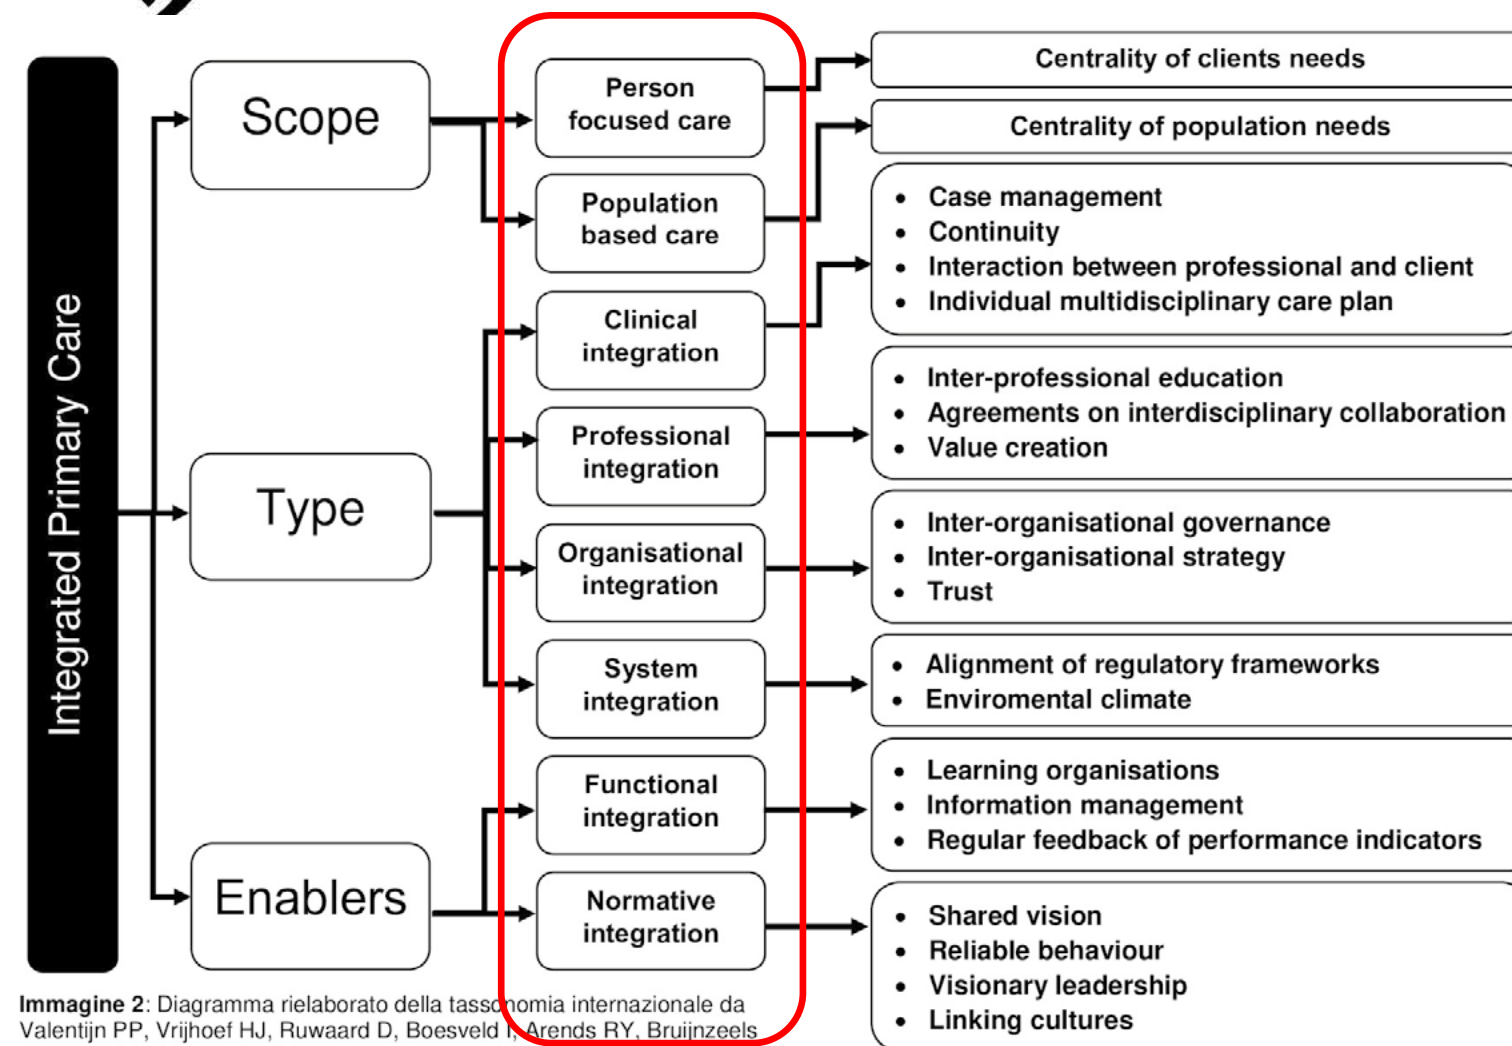 Integrated Primary Care
Scope
Type
Enablers
Person
focused care
Population
based care
Clinical
integration
Professional
integration
Organisational
integration
System
integration
Functional
integration
Normative
integration
Centrality of clients needs
Centrality of population needs
• Case management
• Continuity
• Interaction between professional and client
• Individual multidisciplinary care plan
• Inter-professional education
• Agreements on interdisciplinary collaboration
• Value creation
• Inter-organisational governance
• Inter-organisational strategy
• Trust
• Alignment of regulatory frameworks
• Enviromental climate
• Learning organisations
• Information management
• Regular feedback of performance indicators
• Shared vision
• Reliable behaviour
• Visionary leadership
• Linking cultures
Immagine 2: Diagramma rielaborato della tassonomia internazionale da
Valentijn PP, Vrijhoef HJ, Ruwaard D, Boesveld I, Arends RY, Bruijnzeels